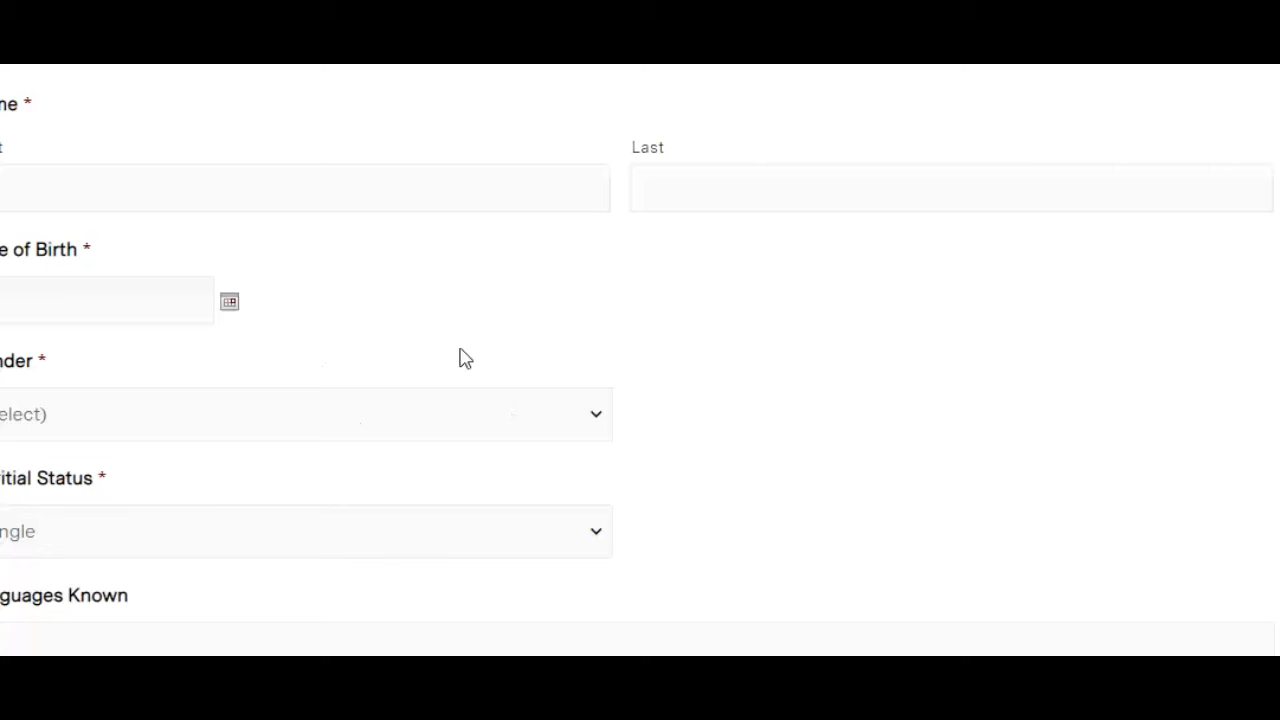 ne *
t Last
e of Birth *
nder *
elect)
itial Status *
ngle
guages Known